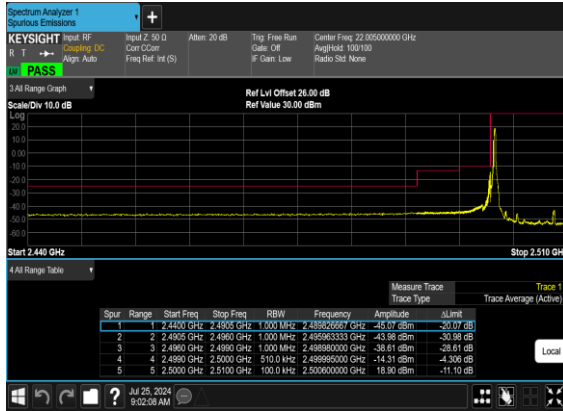 Spectrum Analyzer 1
Spurious Emissions
+
KEYSIGHT Input: RF Input Z: 50 Ω Atten: 20 dB Trig: Free Run Center Freq: 22.005000000 GHz
R T Coupling: DC Corr CCorr Gate: Off Avg|Hold: 100/100
Align: Auto Freq Ref: Int (S) IF Gain: Low Radio Std: None
PASS
3 All Range Graph Ref Lvl Offset 26.00 dB
Scale/Div 10.0 dB Ref Value 30.00 dBm
Log
20.0
10.0
0.00
-10.0
-20.0
-30.0
-40.0
-50.0
-60.0
Start 2.440 GHz Stop 2.510 GH
4 All Range Table
Measure Trace Trace 1
Trace Type Trace Average (Active)
Spur Range Start Freq Stop Freq RBW Frequency Amplitude ΔLimit
1 1 2.4400 GHz 2.4905 GHz 1.000 MHz 2.489826667 GHz -45.07 dBm -20.07 dB
2 2 2.4905 GHz 2.4960 GHz 1.000 MHz 2.495963333 GHz -43.98 dBm -30.98 dB
3 3 2.4960 GHz 2.4990 GHz 1.000 MHz 2.498980000 GHz -38.61 dBm -28.61 dB
4 4 2.4990 GHz 2.5000 GHz 510.0 kHz 2.499995000 GHz -14.31 dBm -4.306 dB
5 5 2.5000 GHz 2.5100 GHz 100.0 kHz 2.500600000 GHz 18.90 dBm -11.10 dB
Local
? Jul 25, 2024
9:02:08 AM